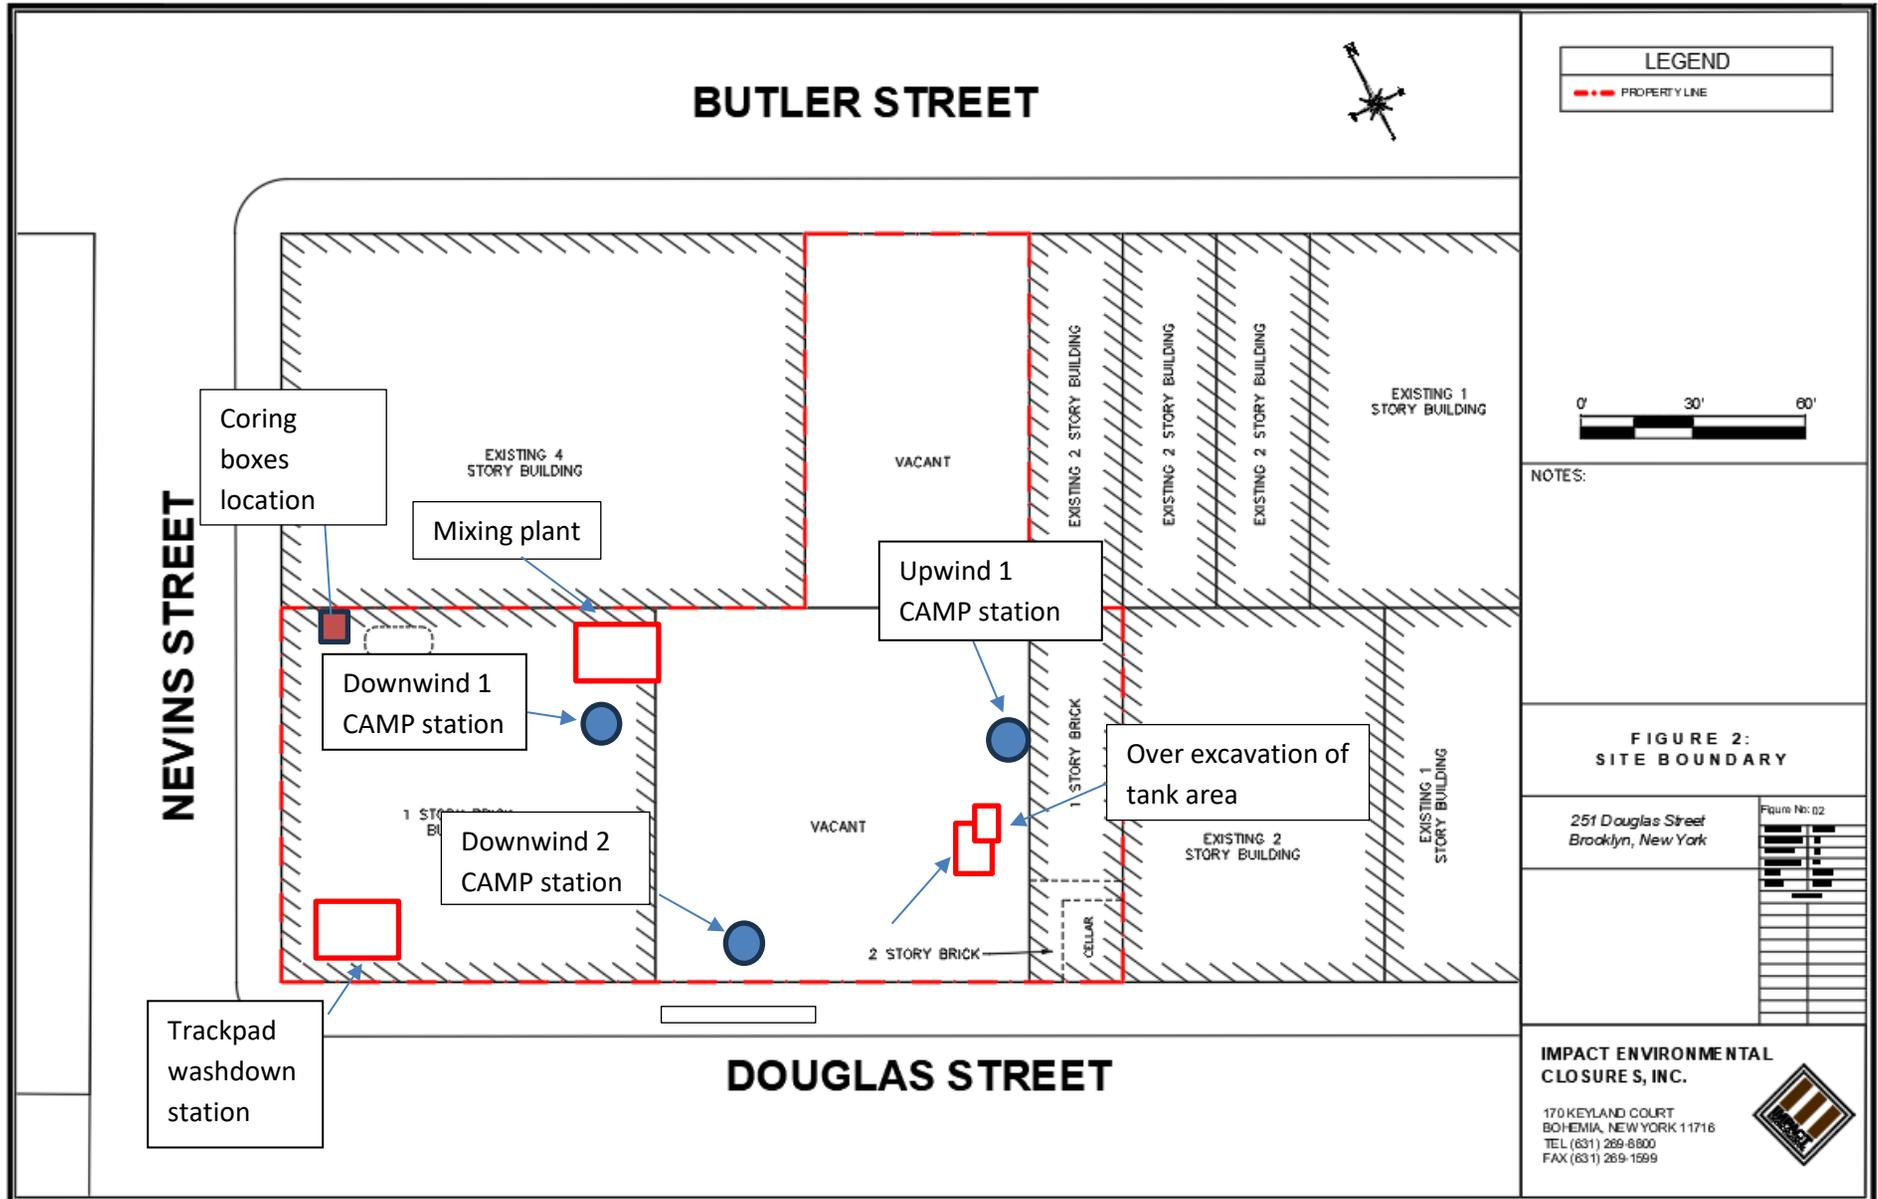 BUTLER STREET
N
LEGEND
PROPERTY LINE
0' 30' 60'
NOTES:
Coring
boxes
location
EXISTING 4
STORY BUILDING
Mixing plant
VACANT
EXISTING 2 STORY BUILDING
EXISTING 2 STORY BUILDING
EXISTING 2 STORY BUILDING
EXISTING 1
STORY BUILDING
NEVINS STREET
Upwind 1
CAMP station
Downwind 1
CAMP station
1 STORY BRICK
Over excavation of
tank area
1 STORY BRICK
BU
Downwind 2
CAMP station
VACANT
EXISTING 2
STORY BUILDING
EXISTING 1
STORY BUILDING
2 STORY BRICK
CELLAR
Trackpad
washdown
station
DOUGLAS STREET
FIGURE 2:
SITE BOUNDARY
251 Douglas Street
Brooklyn, New York
Figure No: 02
IMPACT ENVIRONMENTAL
CLOSURES, INC.
170 KEYLAND COURT
BOHEMIA, NEW YORK 11716
TEL (631) 269-8800
FAX (631) 269-1599